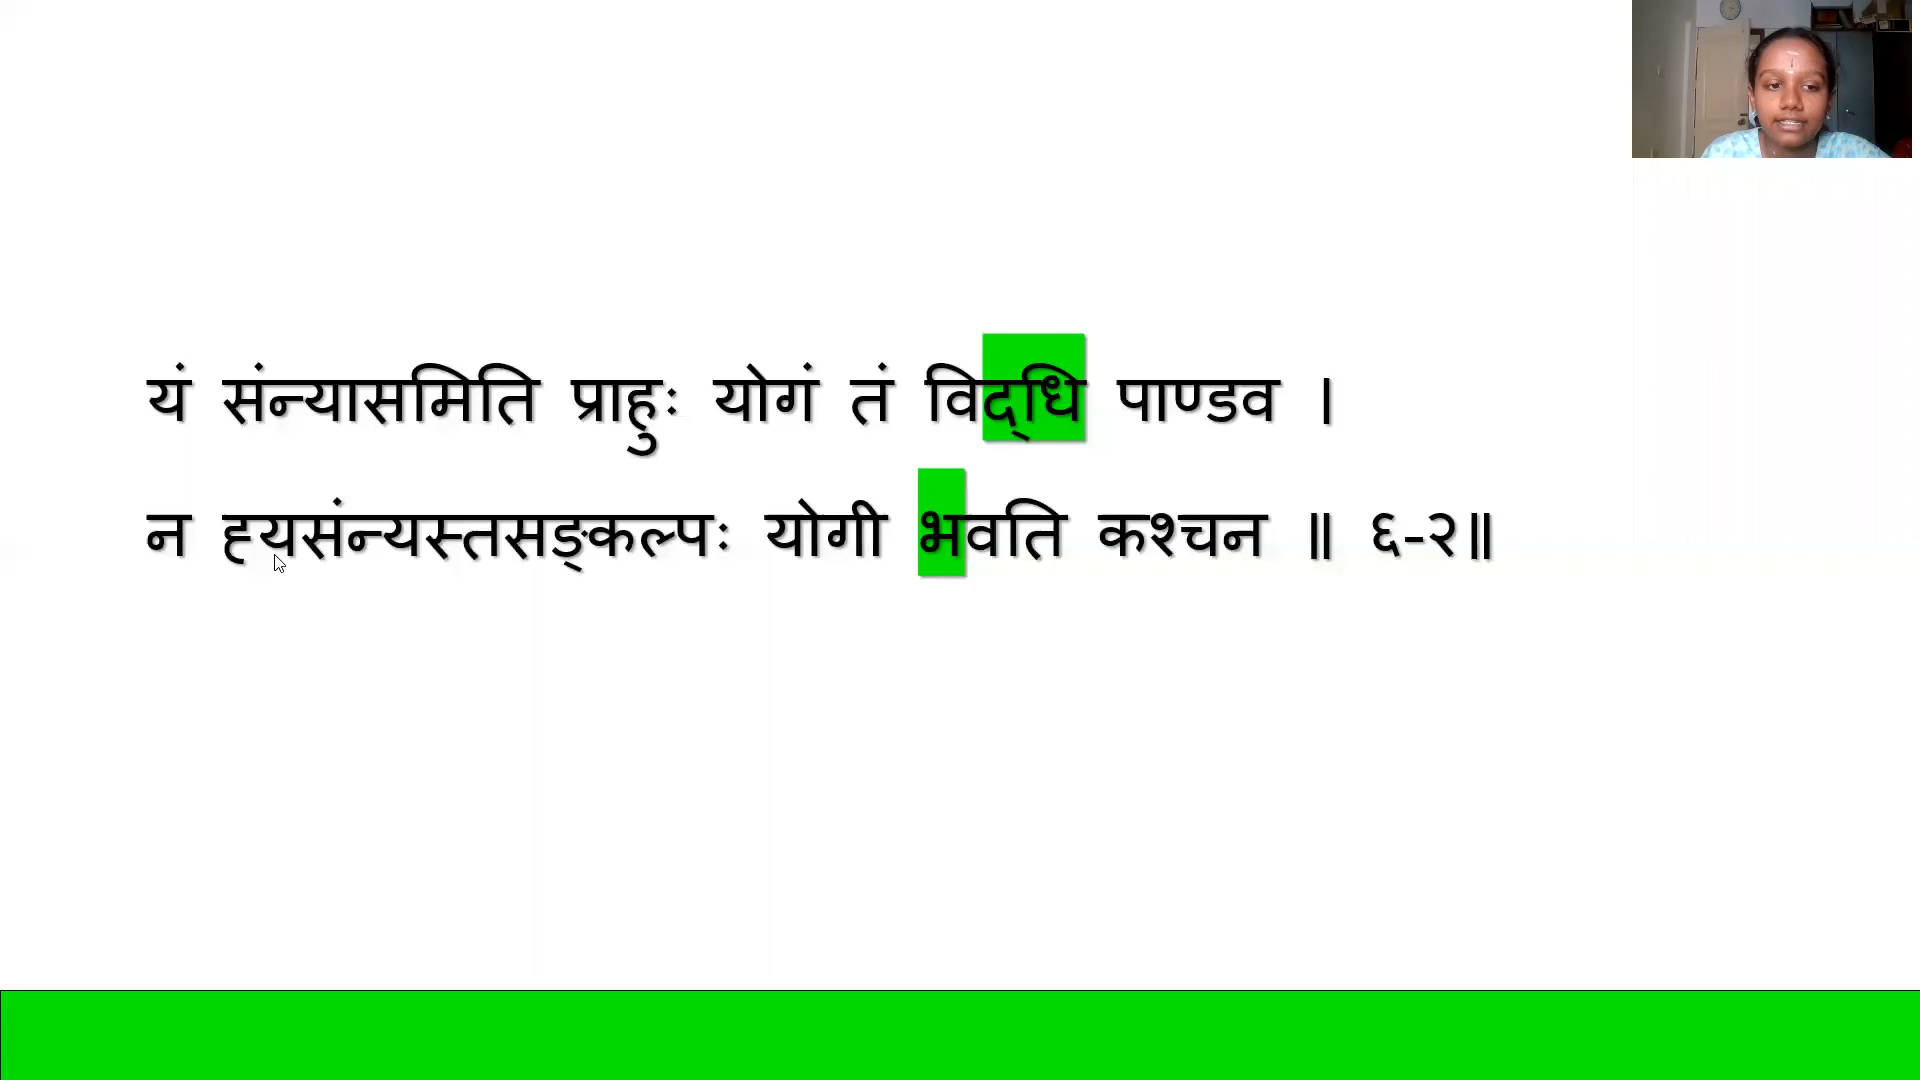 यं संन्यासमिति प्राहुः योगं तं विद्‌धि पाण्डव ।
न ह्यसंन्यस्तसङ्कल्पः योगी भवति कश्चन ॥ ६-२॥